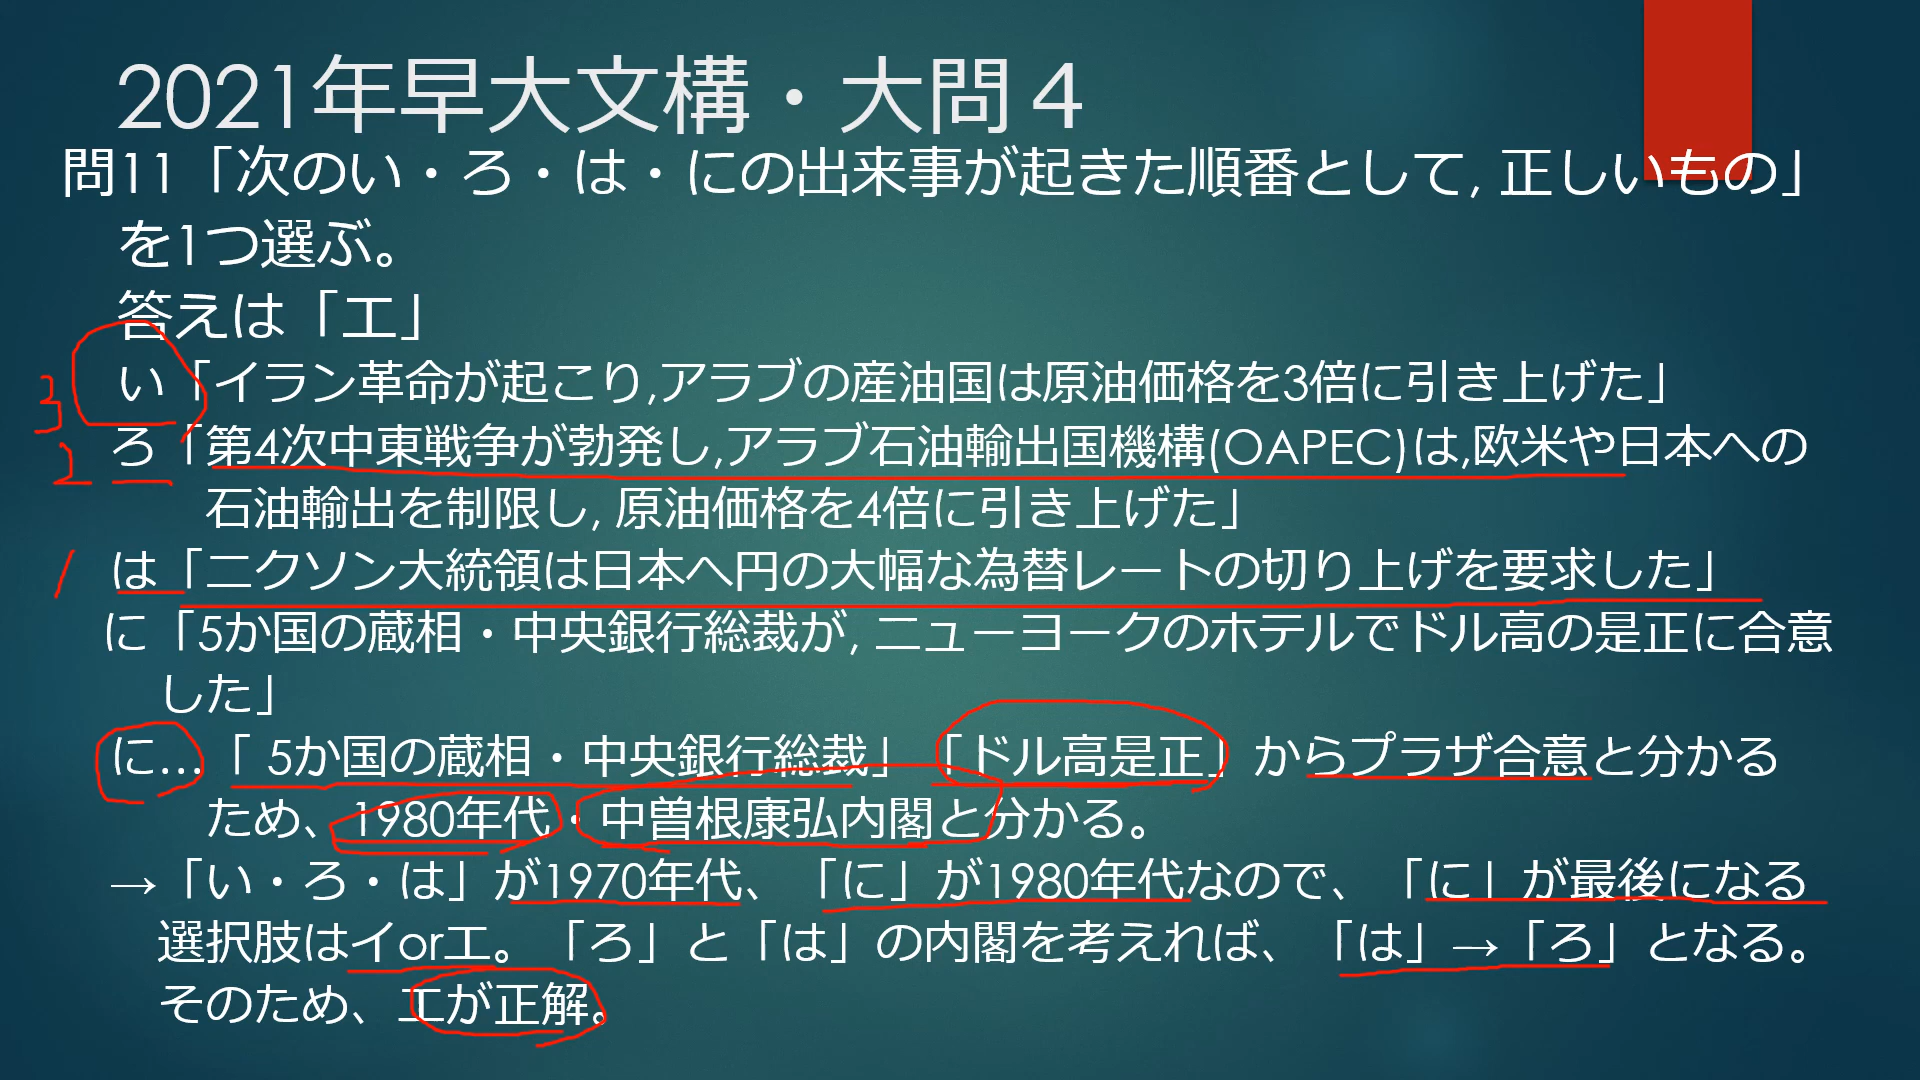 2021年早大文構・大問４
問11「次のい・ろ・は・にの出来事が起きた順番として, 正しいもの」
を1つ選ぶ。
答えは「エ」
い「イラン革命が起こり,アラブの産油国は原油価格を3倍に引き上げた」
3
ろ「第4次中東戦争が勃発し,アラブ石油輸出国機構(OAPEC)は,欧米や日本への
2
石油輸出を制限し, 原油価格を4倍に引き上げた」
1
は「ニクソン大統領は日本へ円の大幅な為替レートの切り上げを要求した」
に「5か国の蔵相・中央銀行総裁が, ニューヨークのホテルでドル高の是正に合意
した」
に…「 5か国の蔵相・中央銀行総裁」「ドル高是正」からプラザ合意と分かる
ため、1980年代・中曽根康弘内閣と分かる。
→「い・ろ・は」が1970年代、「に」が1980年代なので、「に」が最後になる
選択肢はイorエ。「ろ」と「は」の内閣を考えれば、「は」→「ろ」となる。
そのため、エが正解。